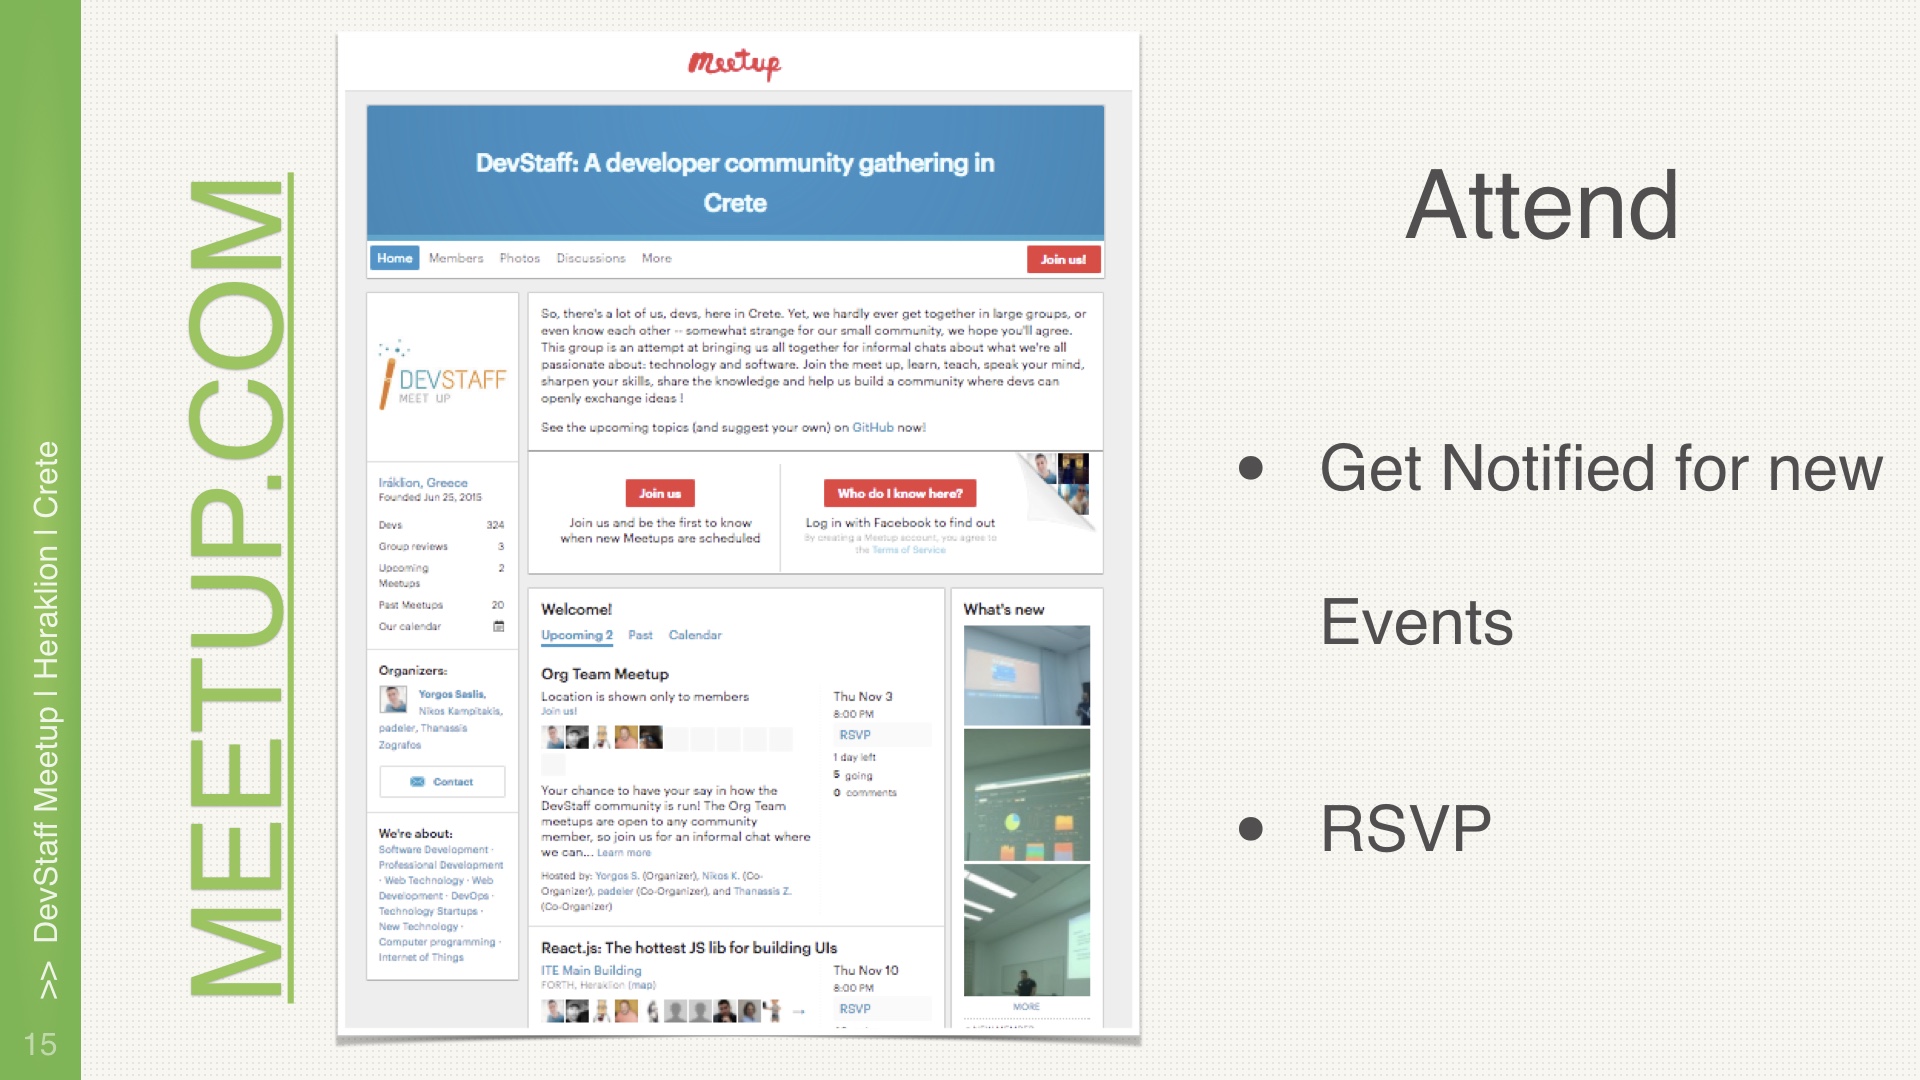 >> DevStaff Meetup | Heraklion | Crete
15
MEETUP.COM
meetup
DevStaff: A developer community gathering in
Crete
Home Members Photos Discussions More Join us!
DEVSTAFF
MEET UP
Iráklion, Greece
Founded Jun 25, 2015
Devs 324
Group reviews 3
Upcoming 2
Meetups
Past Meetups 20
Our calendar
Organizers:
Yorgos Saslis,
Nikos Kampitakis,
padeler, Thanassis
Zografos
Contact
We're about:
Software Development ·
Professional Development
· Web Technology · Web
Development · DevOps ·
Technology Startups ·
New Technology ·
Computer programming ·
Internet of Things
So, there's a lot of us, devs, here in Crete. Yet, we hardly ever get together in large groups, or
even know each other -- somewhat strange for our small community, we hope you'll agree.
This group is an attempt at bringing us all together for informal chats about what we're all
passionate about: technology and software. Join the meet up, learn, teach, speak your mind,
sharpen your skills, share the knowledge and help us build a community where devs can
openly exchange ideas !
See the upcoming topics (and suggest your own) on GitHub now!
Join us
Join us and be the first to know
when new Meetups are scheduled
Who do I know here?
Log in with Facebook to find out
By creating a Meetup account, you agree to
the Terms of Service
Welcome!
Upcoming 2 Past Calendar
Org Team Meetup
Location is shown only to members
Join us!
Thu Nov 3
8:00 PM
RSVP
1 day left
5 going
0 comments
Your chance to have your say in how the
DevStaff community is run! The Org Team
meetups are open to any community
member, so join us for an informal chat where
we can... Learn more
Hosted by: Yorgos S. (Organizer), Nikos K. (Co-
Organizer), padeler (Co-Organizer), and Thanassis Z.
(Co-Organizer)
React.js: The hottest JS lib for building UIs
ITE Main Building
FORTH, Heraklion (map)
Thu Nov 10
8:00 PM
RSVP
What's new
MORE
Attend
• Get Notified for new
Events
• RSVP